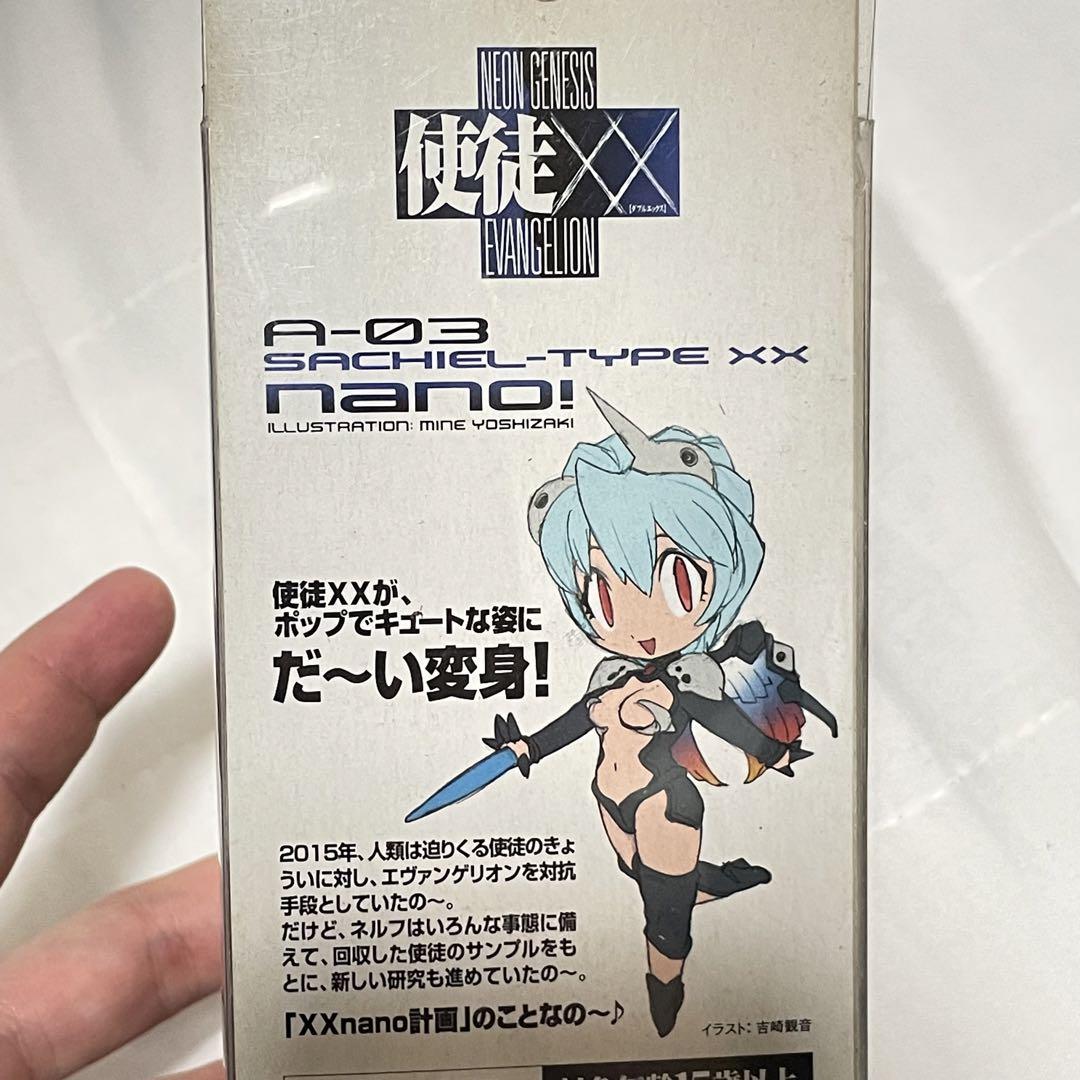 NEON GENESIS
使徒XX
[ダブルエックス]
EVANGELION
A-03
SACHIEL-TYPE XX
nano!
ILLUSTRATION: MINE YOSHIZAKI
使徒XXが、
ポップでキュートな姿に
だ〜い変身!
2015年、人類は迫りくる使徒のきょ
ういに対し、エヴァンゲリオンを対抗
手段としていたの〜。
だけど、ネルフはいろんな事態に備
えて、回収した使徒のサンプルをも
とに、新しい研究も進めていたの〜。
「XXnano計画」のことなの〜♪
イラスト:吉崎観音